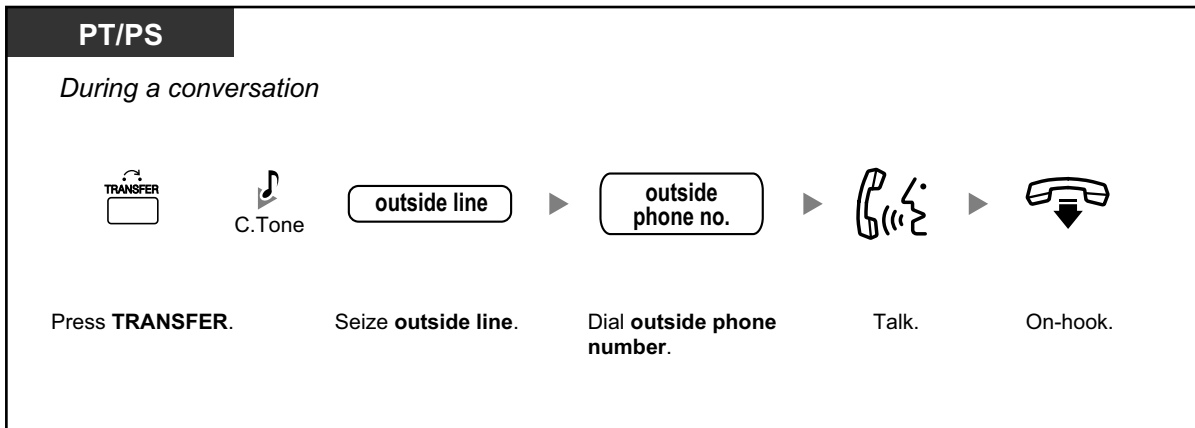 PT/PS
During a conversation
TRANSFER
C.Tone
outside line
outside
phone no.
Press TRANSFER.
Seize outside line.
Dial outside phone
number.
Talk.
On-hook.